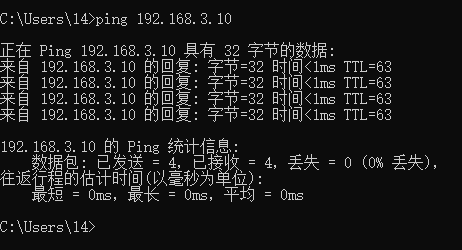 C:\Users\l4>ping 192.168.3.10
正在 Ping 192.168.3.10 具有 32 字节的数据:
来自 192.168.3.10 的回复: 字节=32 时间<1ms TTL=63
来自 192.168.3.10 的回复: 字节=32 时间<1ms TTL=63
来自 192.168.3.10 的回复: 字节=32 时间<1ms TTL=63
来自 192.168.3.10 的回复: 字节=32 时间<1ms TTL=63
192.168.3.10 的 Ping 统计信息:
数据包: 已发送 = 4, 已接收 = 4, 丢失 = 0 (0% 丢失),
往返行程的估计时间(以毫秒为单位):
最短 = 0ms, 最长 = 0ms, 平均 = 0ms
C:\Users\l4>